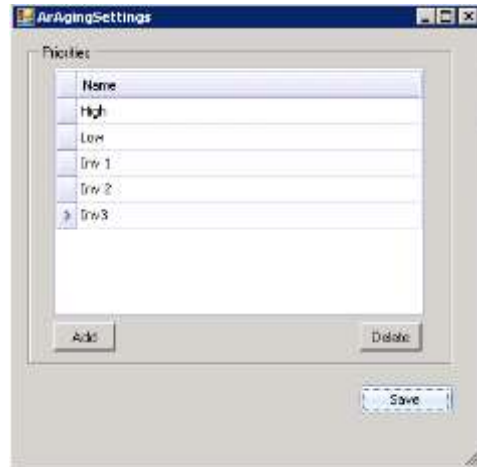 ArAgingSettings
Priorities
Name
High
Low
Inv 1
Inv 2
Inv3
Add
Delete
Save